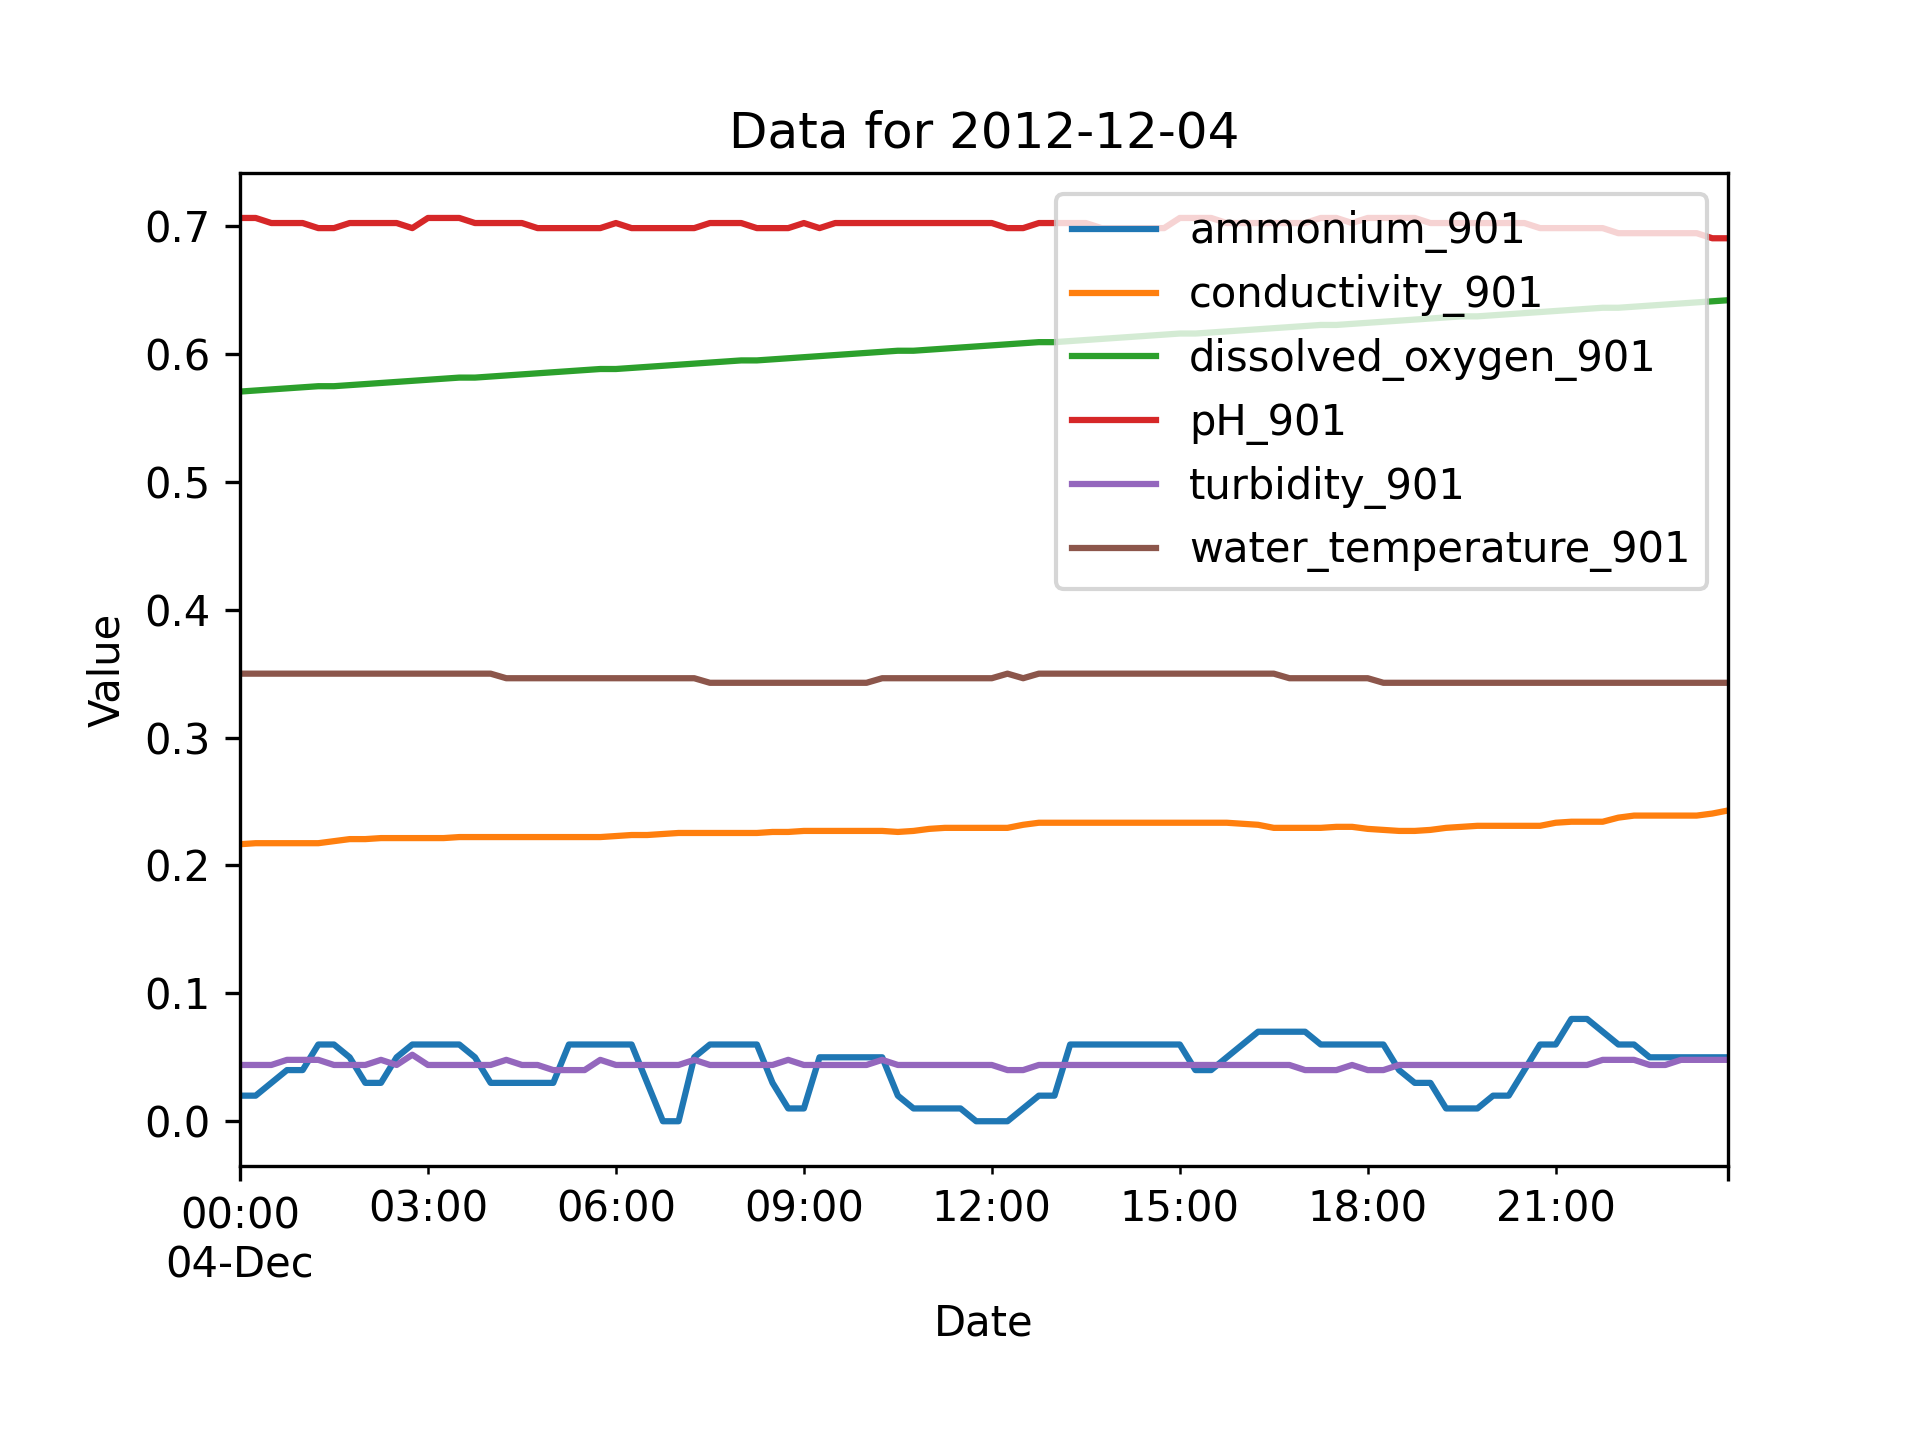 Data for 2012-12-04
ammonium_901
conductivity_901
dissolved_oxygen_901
pH_901
turbidity_901
water_temperature_901
Value
0.7
0.6
0.5
0.4
0.3
0.2
0.1
0.0
00:00 03:00 06:00 09:00 12:00 15:00 18:00 21:00
04-Dec
Date